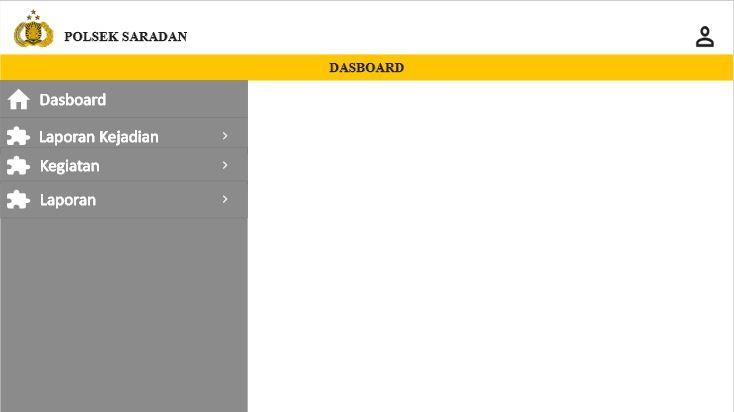 POLSEK SARADAN
DASBOARD
Dasboard
Laporan Kejadian
Kegiatan
Laporan